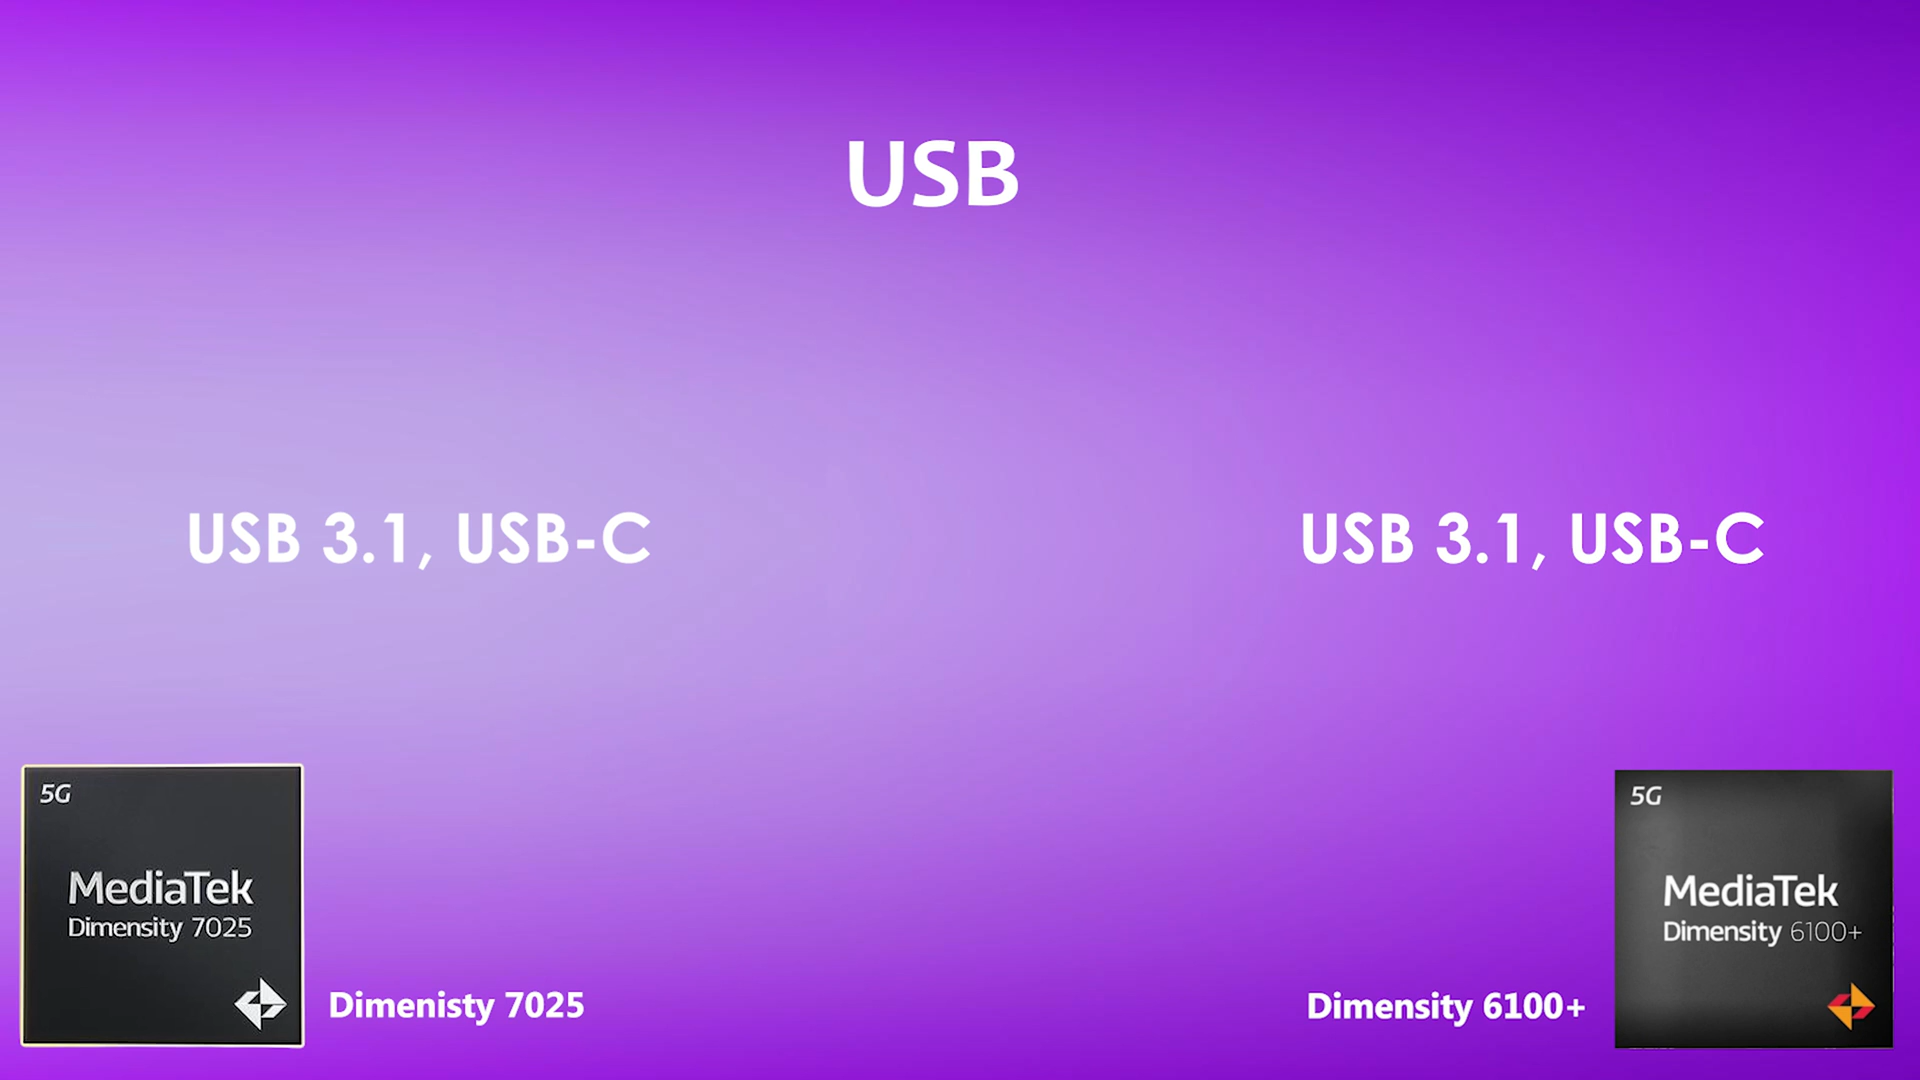 USB
USB 3.1, USB-C
USB 3.1, USB-C
5G
MediaTek
Dimensity 7025
Dimenisty 7025
Dimensity 6100+
5G
MediaTek
Dimensity 6100+